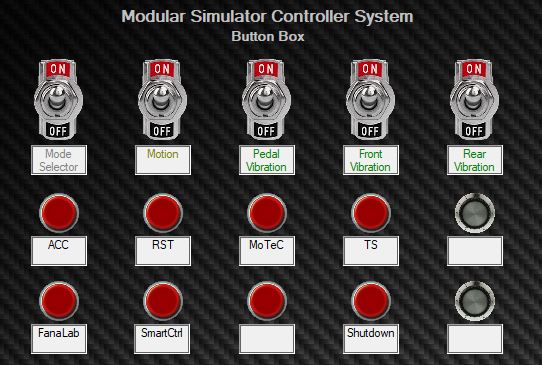 Modular Simulator Controller System
Button Box
ON ON ON ON ON
OFF OFF OFF OFF OFF
Mode Selector
Motion
Pedal Vibration
Front Vibration
Rear Vibration
ACC RST MoTeC TS
FanaLab SmartCtrl Shutdown